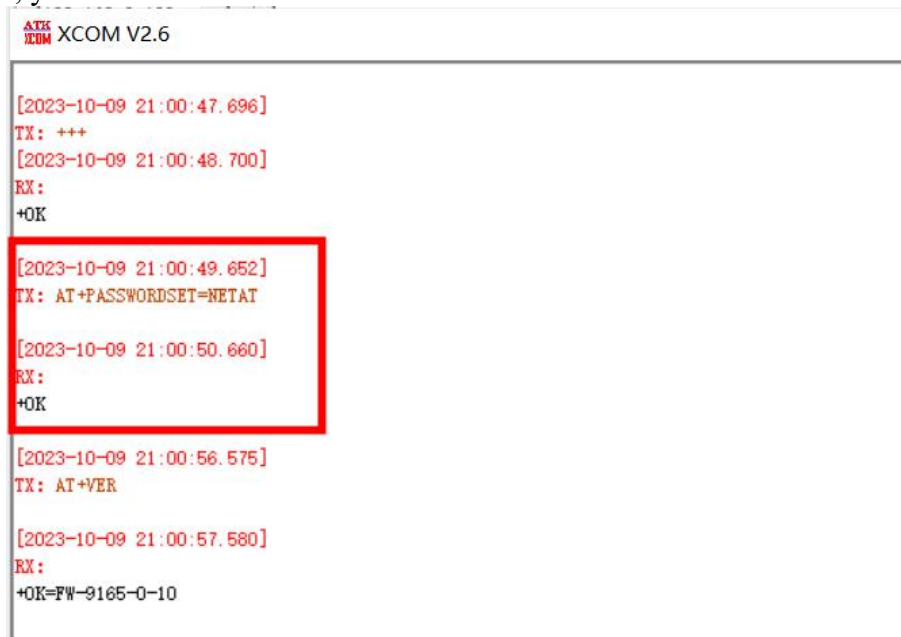 ATK
XCOM
XCOM V2.6
[2023-10-09 21:00:47.696]
TX: +++
[2023-10-09 21:00:48.700]
RX:
+OK
[2023-10-09 21:00:49.652]
TX: AT+PASSWORDSET=NETAT
[2023-10-09 21:00:50.660]
RX:
+OK
[2023-10-09 21:00:56.575]
TX: AT+VER
[2023-10-09 21:00:57.580]
RX:
+OK=FW-9165-0-10